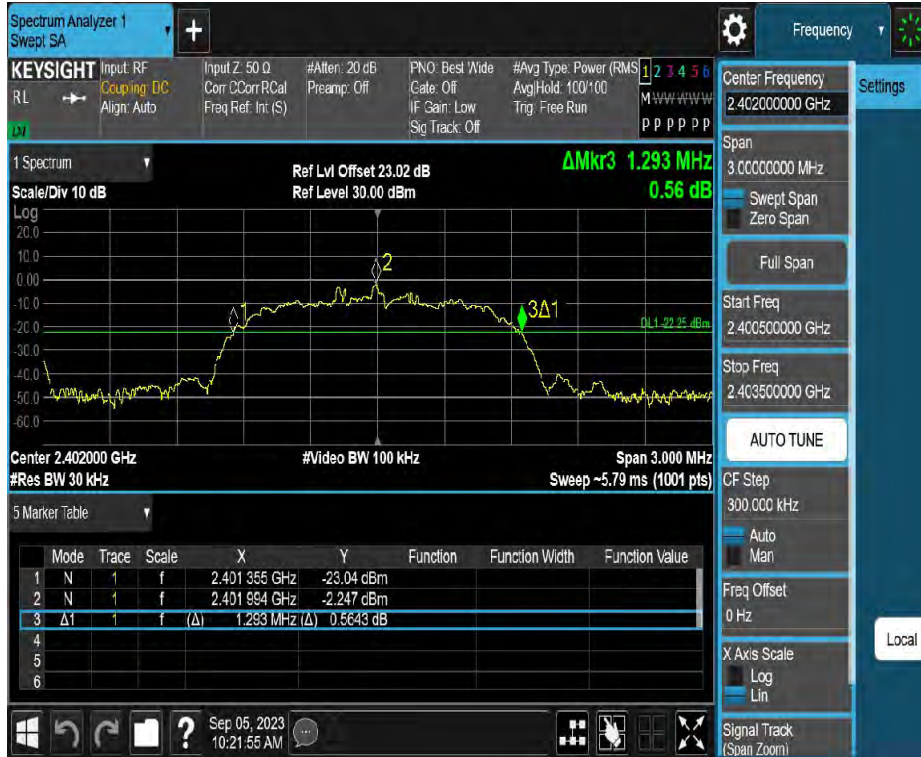 Spectrum Analyzer 1
Swept SA
+
Frequency
KEYSIGHT
RL
Input: RF
Coupling: DC
Align: Auto
Input Z: 50 Ω
Corr CCorr RCal
Freq Ref: Int (S)
#Atten: 20 dB
Preamp: Off
PNO: Best Wide
Gate: Off
IF Gain: Low
Sig Track: Off
#Avg Type: Power (RMS
Avg|Hold: 100/100
Trig: Free Run
1 2 3 4 5 6
M W W W W W
P P P P P P
Center Frequency
2.402000000 GHz
Settings
Span
3.00000000 MHz
Swept Span
Zero Span
Full Span
Start Freq
2.400500000 GHz
Stop Freq
2.403500000 GHz
AUTO TUNE
CF Step
300.000 kHz
Auto
Man
Freq Offset
0 Hz
X Axis Scale
Log
Lin
Signal Track
(Span Zoom)
Local
1 Spectrum
Scale/Div 10 dB
Ref Lvl Offset 23.02 dB
Ref Level 30.00 dBm
ΔMkr3 1.293 MHz
0.56 dB
Log
20.0
10.0
0.00
-10.0
-20.0
-30.0
-40.0
-50.0
-60.0
1
2
3Δ1
DL1 -22.25 dBm
Center 2.402000 GHz
#Res BW 30 kHz
#Video BW 100 kHz
Span 3.000 MHz
Sweep ~5.79 ms (1001 pts)
5 Marker Table
Mode Trace Scale X Y Function Function Width Function Value
1 N 1 f 2.401 355 GHz -23.04 dBm
2 N 1 f 2.401 994 GHz -2.247 dBm
3 Δ1 1 f (Δ) 1.293 MHz (Δ) 0.5643 dB
4
5
6
?
Sep 05, 2023
10:21:55 AM